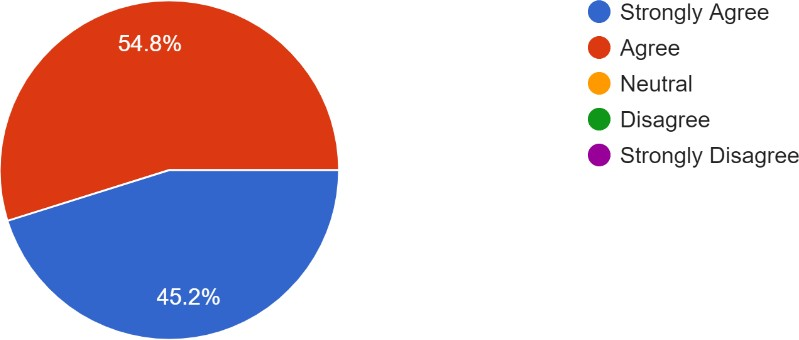 54.8%
45.2%
Strongly Agree
Agree
Neutral
Disagree
Strongly Disagree